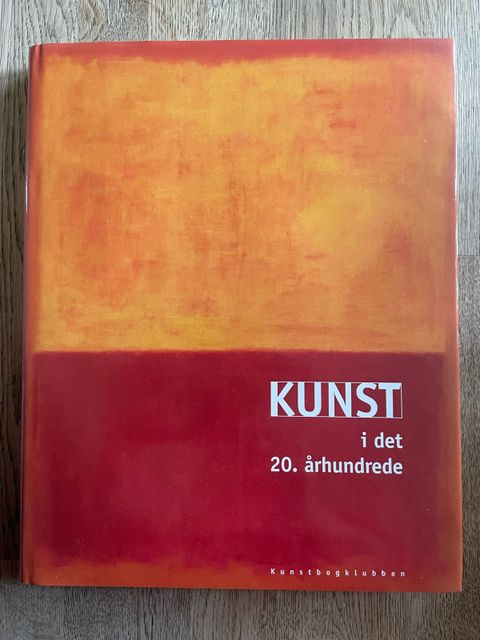 KUNST
i det
20. århundrede
Kunstbogklubben